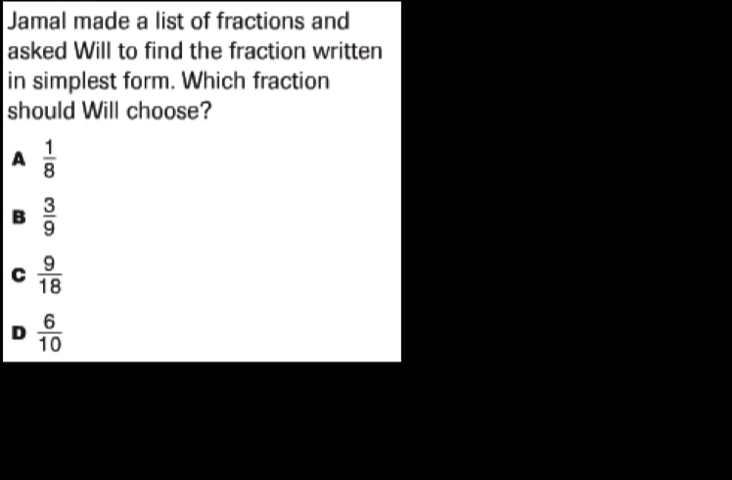 Jamal made a list of fractions and
asked Will to find the fraction written
in simplest form. Which fraction
should Will choose?
A 1/8
B 3/9
C 9/18
D 6/10